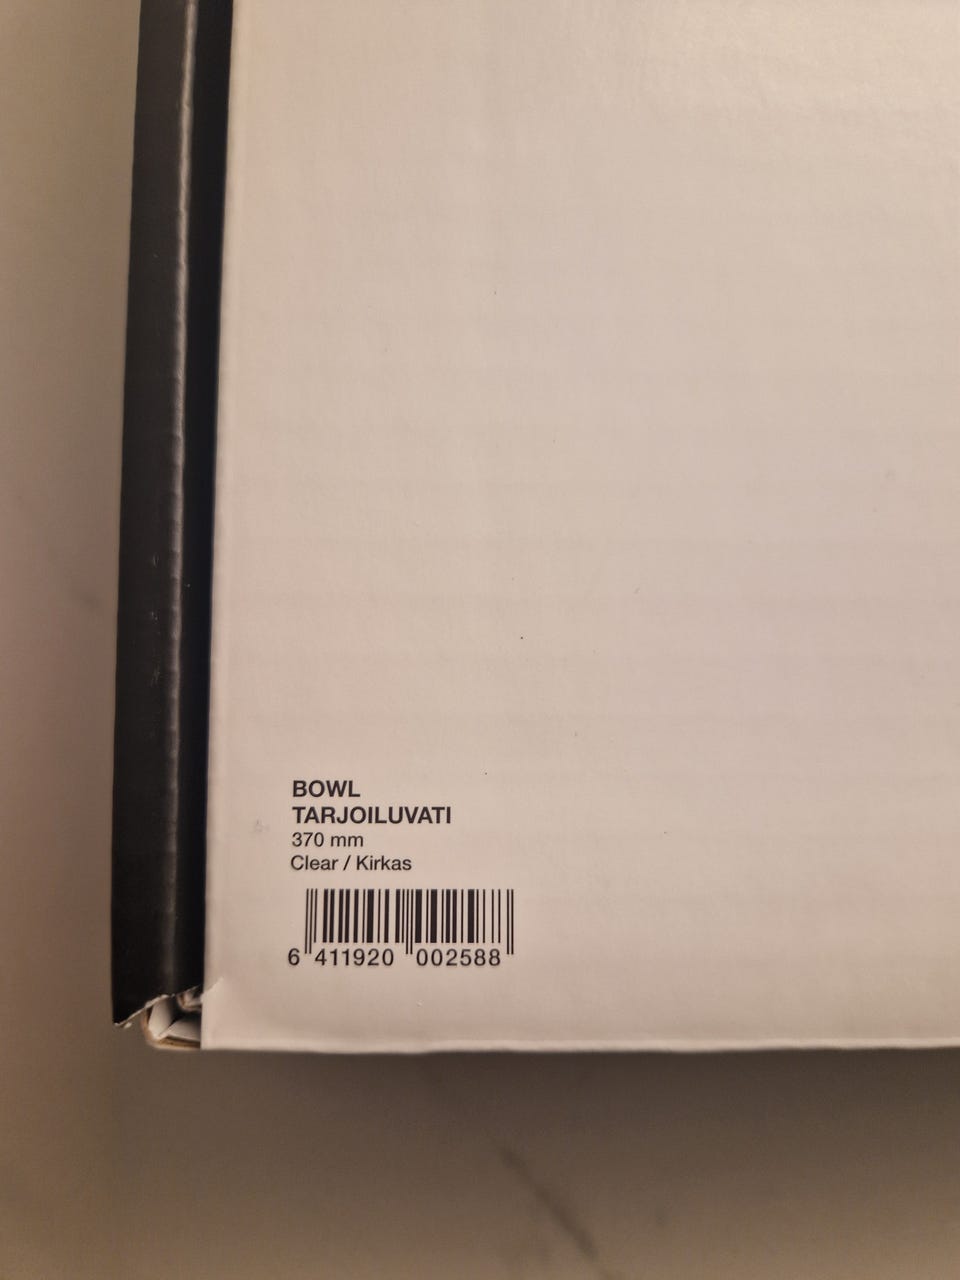 BOWL
TARJOILUVATI
370 mm
Clear / Kirkas
6 411920 002588